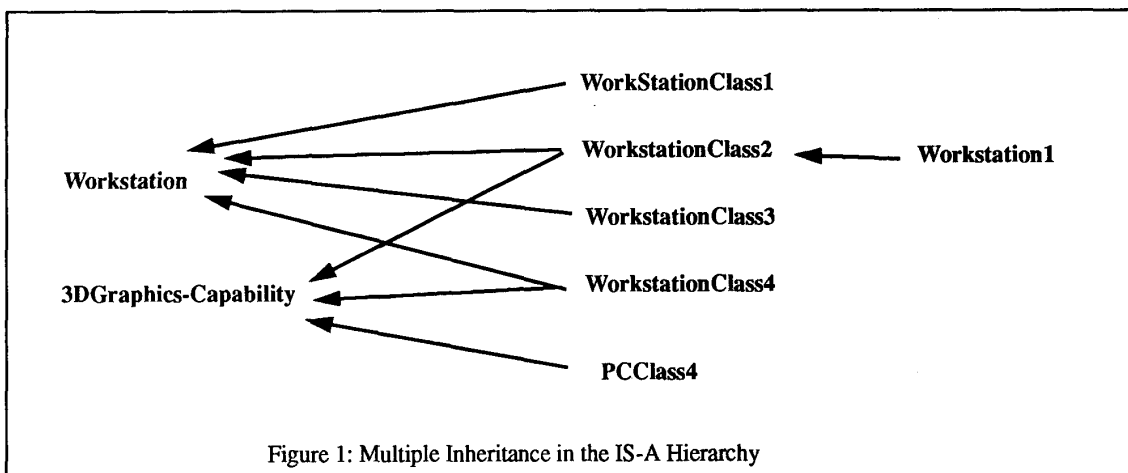 WorkStationClass1
WorkstationClass2
Workstation1
Workstation
WorkstationClass3
WorkstationClass4
3DGraphics-Capability
PCClass4
Figure 1: Multiple Inheritance in the IS-A Hierarchy